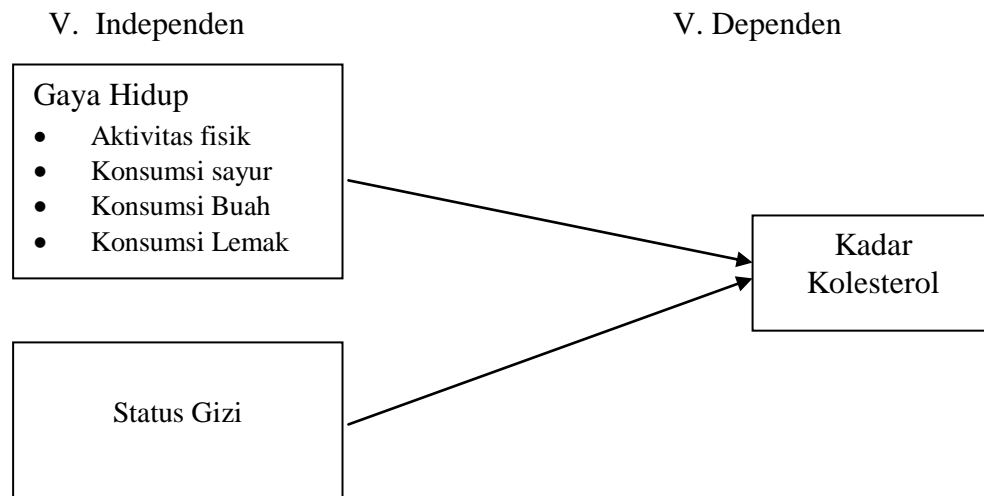 V. Independen
V. Dependen
Gaya Hidup
• Aktivitas fisik
• Konsumsi sayur
• Konsumsi Buah
• Konsumsi Lemak
Kadar
Kolesterol
Status Gizi